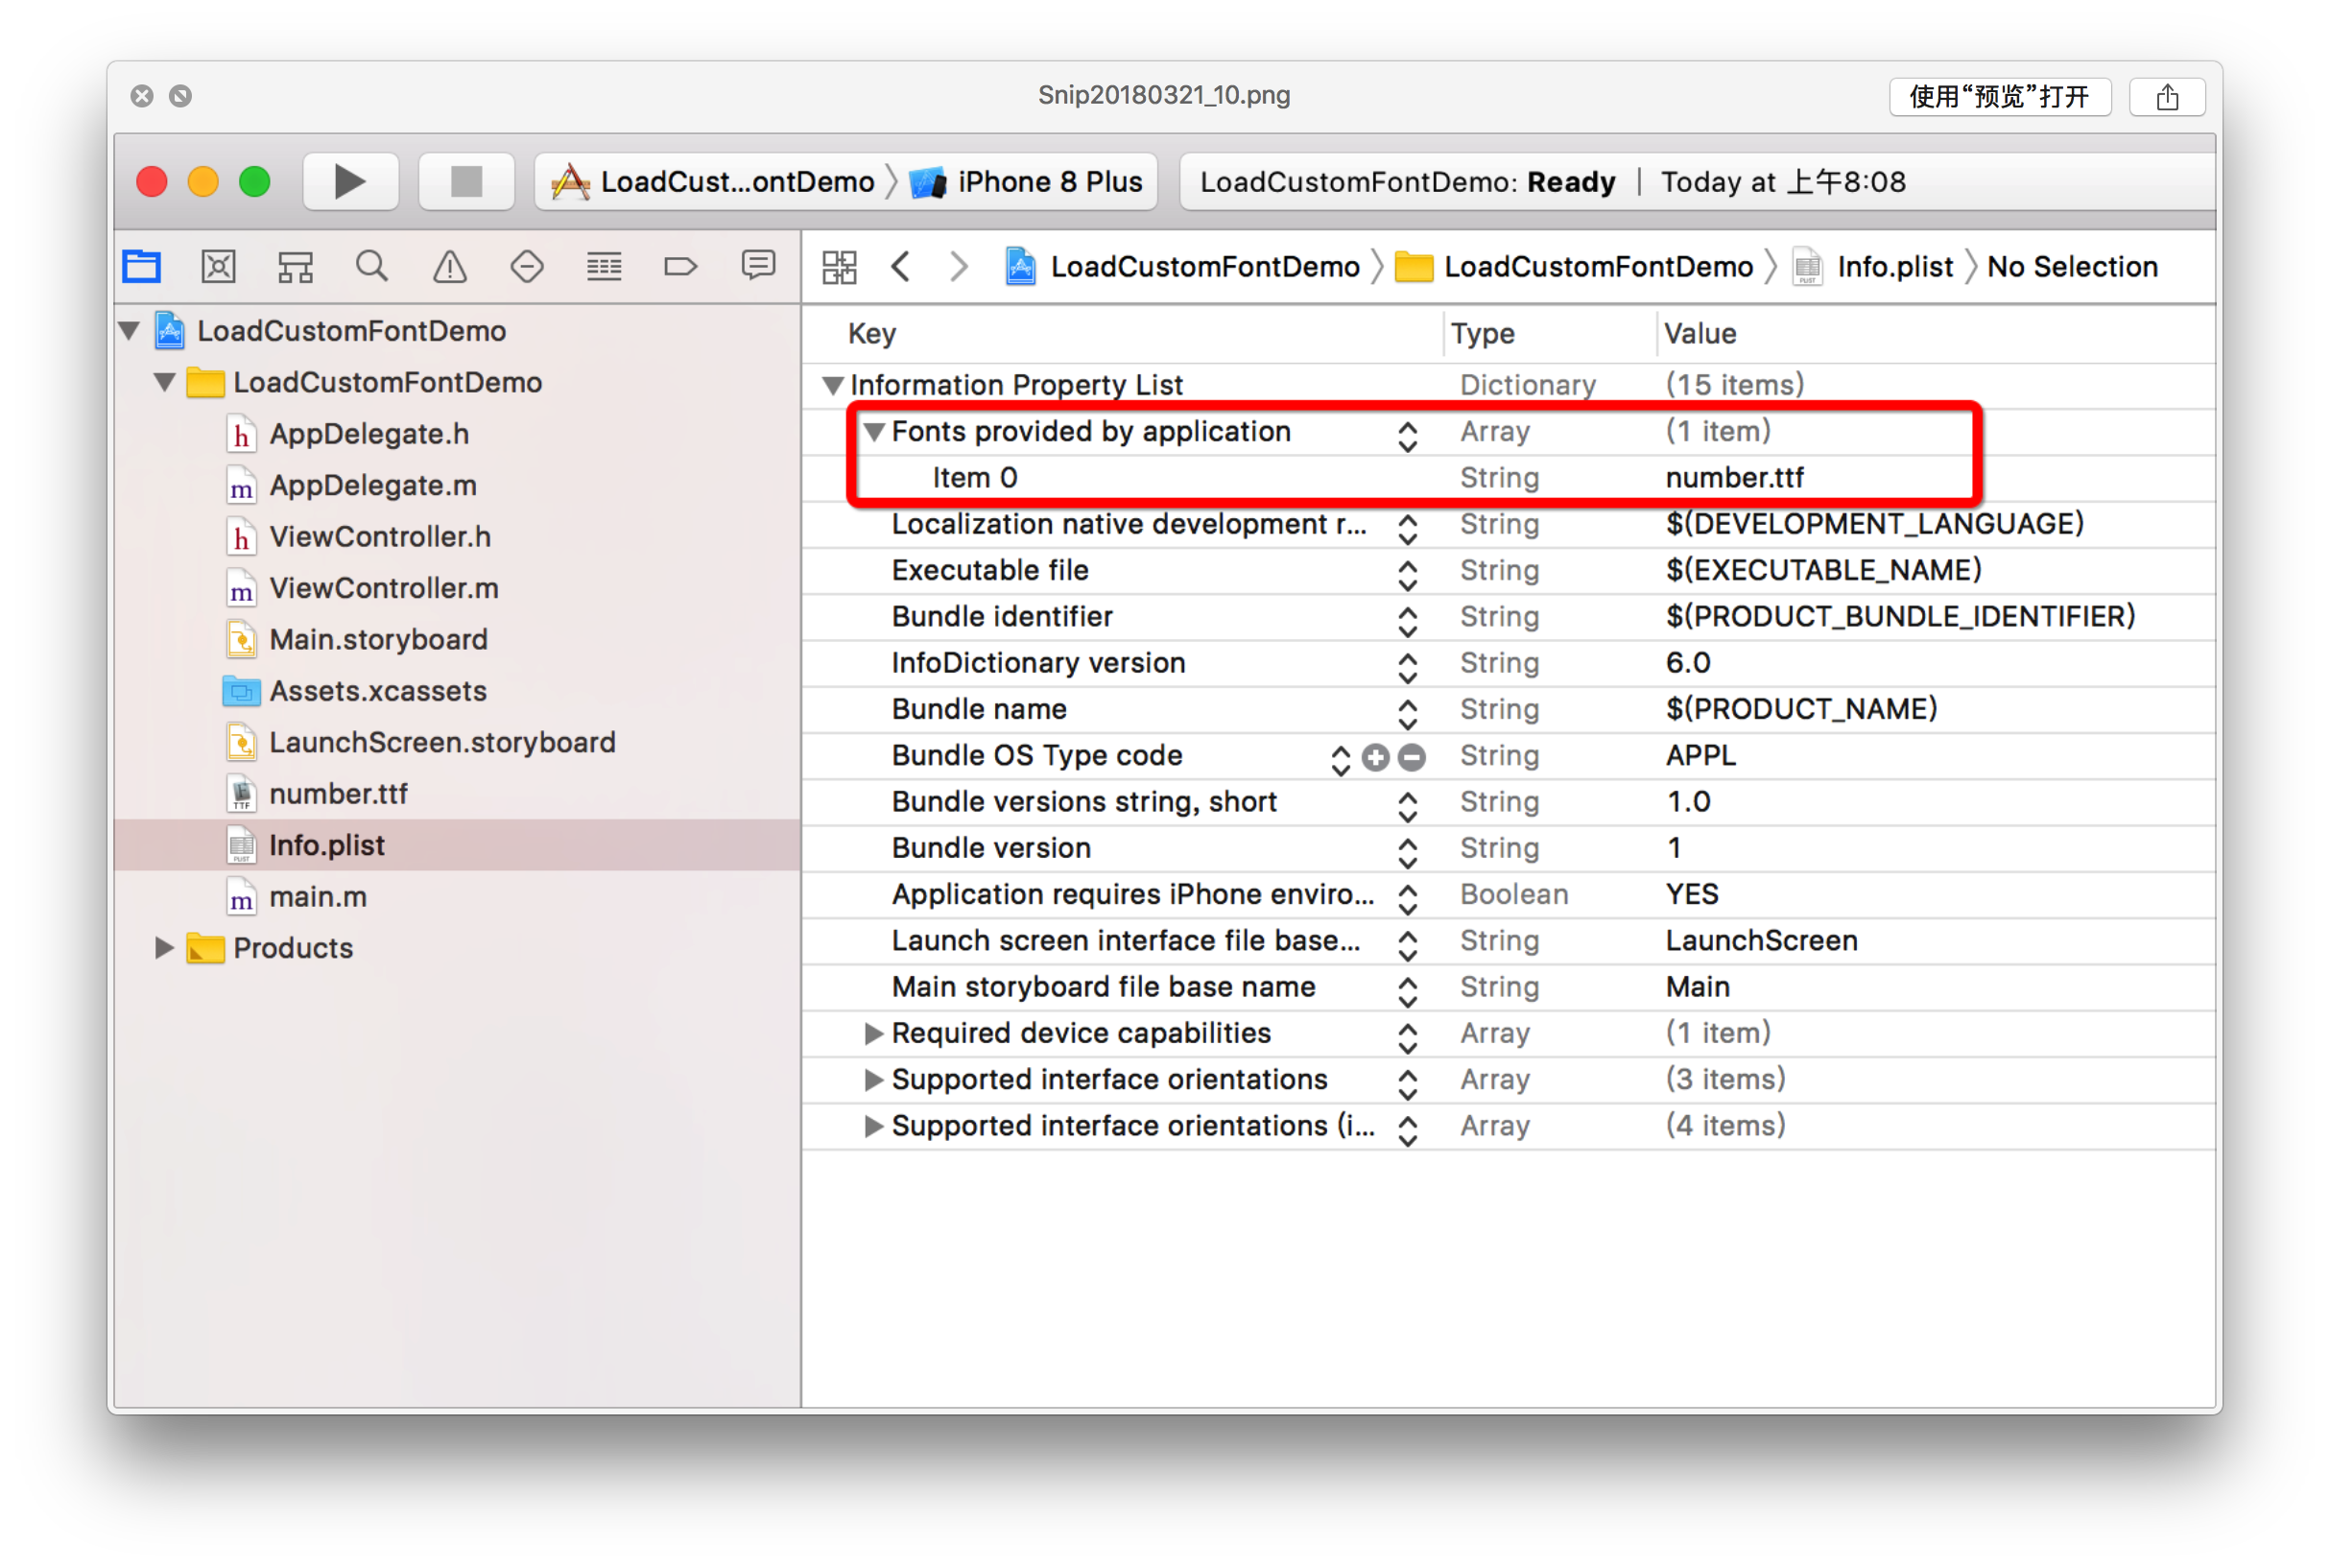 Snip20180321_10.png
使用“预览”打开
LoadCust...ontDemo
iPhone 8 Plus
LoadCustomFontDemo: Ready | Today at 上午8:08
LoadCustomFontDemo
LoadCustomFontDemo
Info.plist
No Selection
LoadCustomFontDemo
LoadCustomFontDemo
h AppDelegate.h
m AppDelegate.m
h ViewController.h
m ViewController.m
Main.storyboard
Assets.xcassets
LaunchScreen.storyboard
TTF number.ttf
PLIST Info.plist
m main.m
Products
Key Type Value
Information Property List Dictionary (15 items)
Fonts provided by application Array (1 item)
Item 0 String number.ttf
Localization native development r... String $(DEVELOPMENT_LANGUAGE)
Executable file String $(EXECUTABLE_NAME)
Bundle identifier String $(PRODUCT_BUNDLE_IDENTIFIER)
InfoDictionary version String 6.0
Bundle name String $(PRODUCT_NAME)
Bundle OS Type code String APPL
Bundle versions string, short String 1.0
Bundle version String 1
Application requires iPhone enviro... Boolean YES
Launch screen interface file base... String LaunchScreen
Main storyboard file base name String Main
Required device capabilities Array (1 item)
Supported interface orientations Array (3 items)
Supported interface orientations (i... Array (4 items)